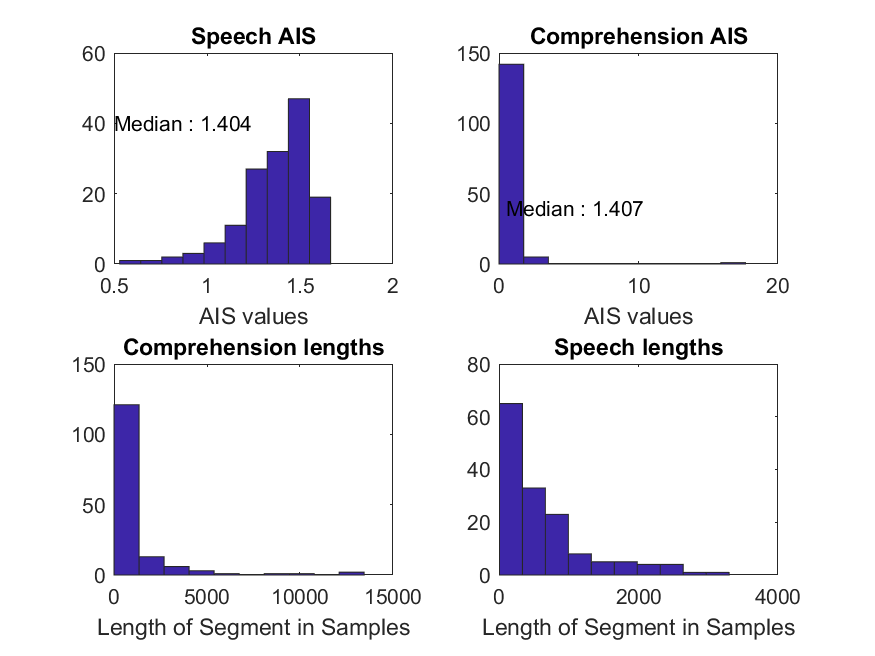 Speech AIS
60
40
20
0
Median : 1.404
0.5 1 1.5 2
AIS values
Comprehension AIS
150
100
50
0
Median : 1.407
0 10 20
AIS values
Comprehension lengths
150
100
50
0
0 5000 10000 15000
Length of Segment in Samples
Speech lengths
80
60
40
20
0
0 2000 4000
Length of Segment in Samples